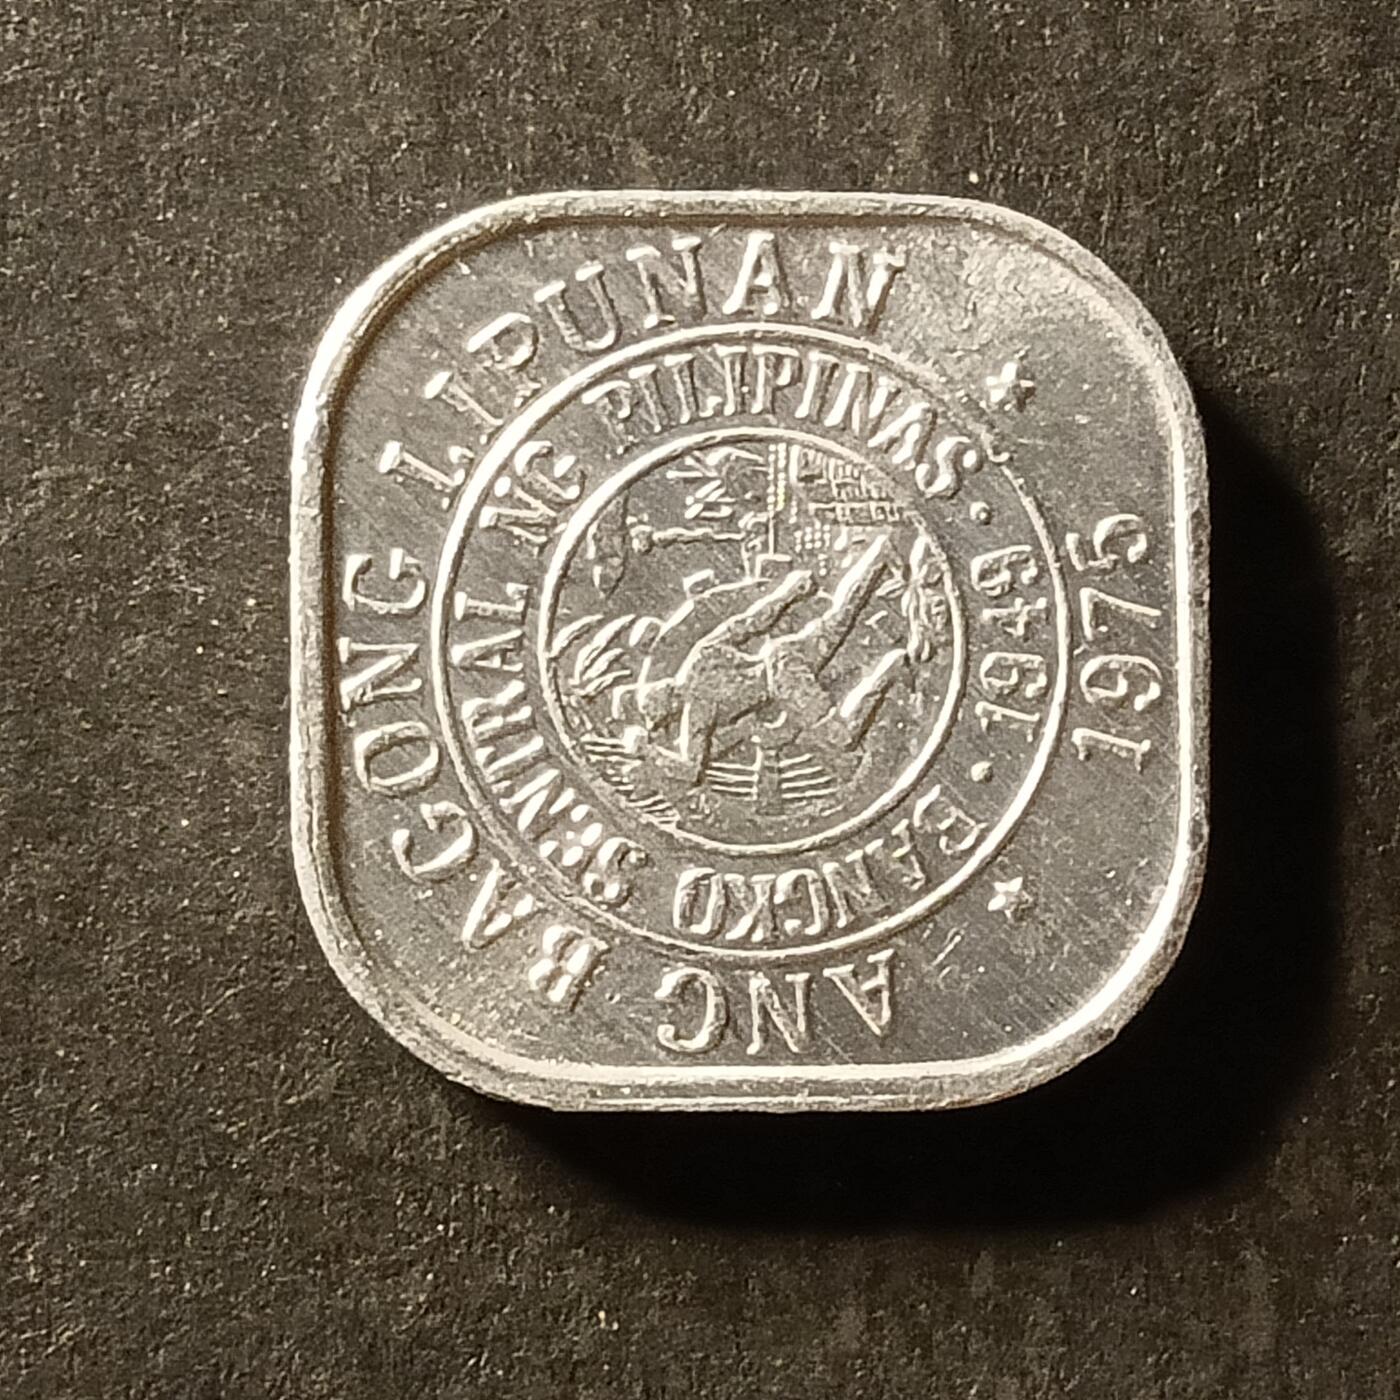 ANG BAGONG LIPUNAN
1975
BANGKO SENTRAL NG PILIPINAS · 1949 ·